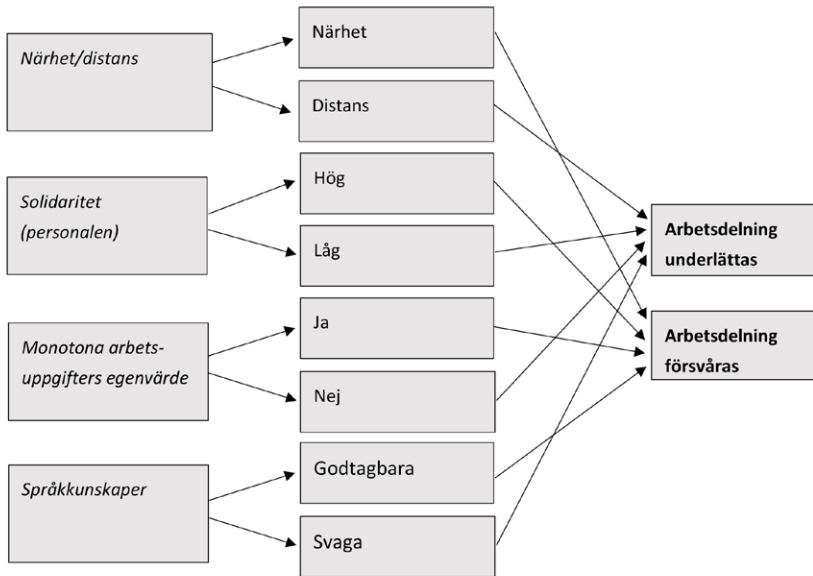 Närhet/distans
Närhet
Distans
Solidaritet
(personalen)
Hög
Låg
Monotona arbets-
uppgifters egenvärde
Ja
Nej
Språkkunskaper
Godtagbara
Svaga
Arbetsdelning
underlättas
Arbetsdelning
försvåras